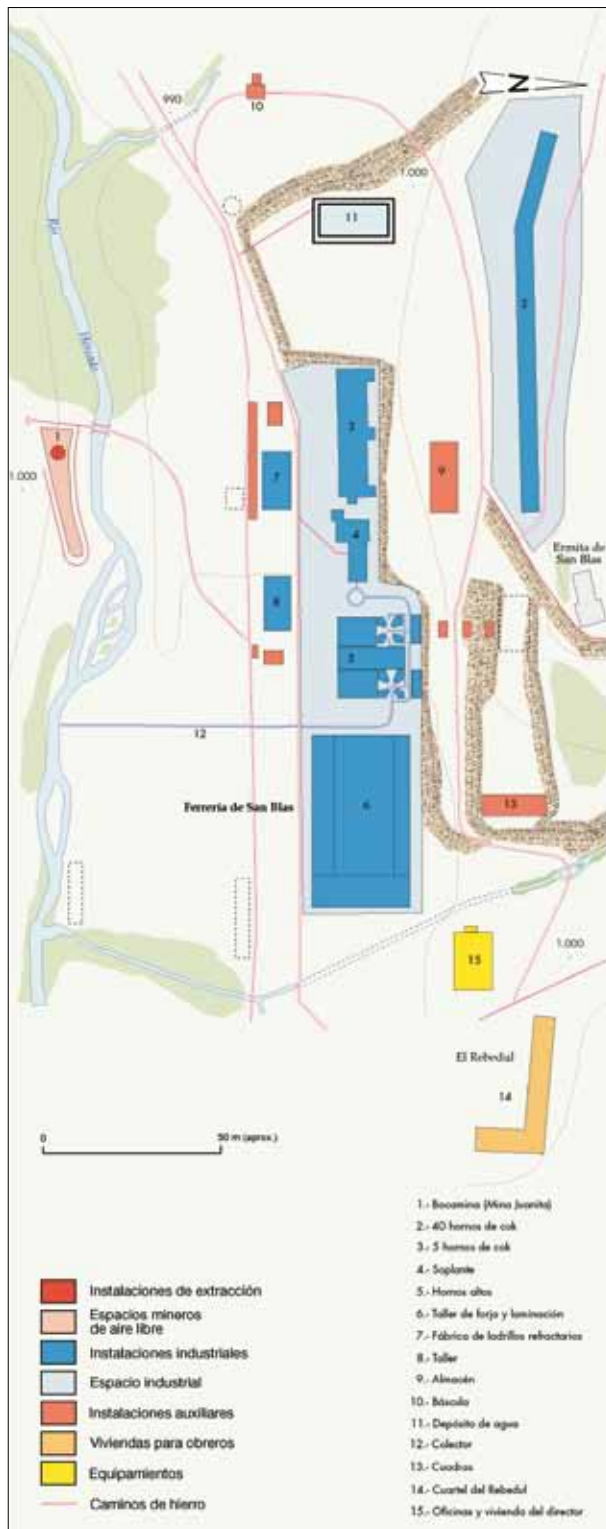 990
10
N
1.000
11
Río
2
1
3
9
1.000
7
4
Ermita de
San Blas
8
5
12
Ferrería de San Blas
6
13
15
1.000
El Rebedul
14
0 50 m (aprox.)
1.- Bocamina (Mina Juanita)
2.- 40 hornos de cok
3.- 5 hornos de cok
4.- Soplante
5.- Hornos altos
6.- Taller de forja y laminación
7.- Fábrica de ladrillos refractarios
8.- Taller
9.- Almacén
10.- Báscula
11.- Depósito de agua
12.- Colector
13.- Cuadras
14.- Cuartel del Rebedul
15.- Oficinas y vivienda del director
Instalaciones de extracción
Espacios mineros
de aire libre
Instalaciones industriales
Espacio industrial
Instalaciones auxiliares
Viviendas para obreros
Equipamientos
Caminos de hierro